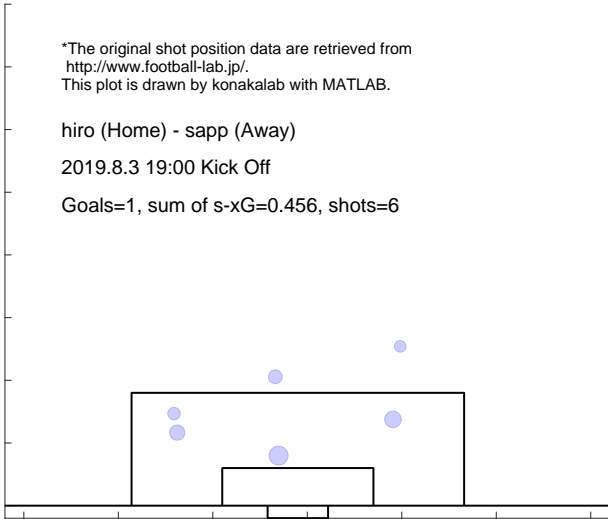 *The original shot position data are retrieved from
http://www.football-lab.jp/.
This plot is drawn by konakalab with MATLAB.
hiro (Home) - sapp (Away)
2019.8.3 19:00 Kick Off
Goals=1, sum of s-xG=0.456, shots=6